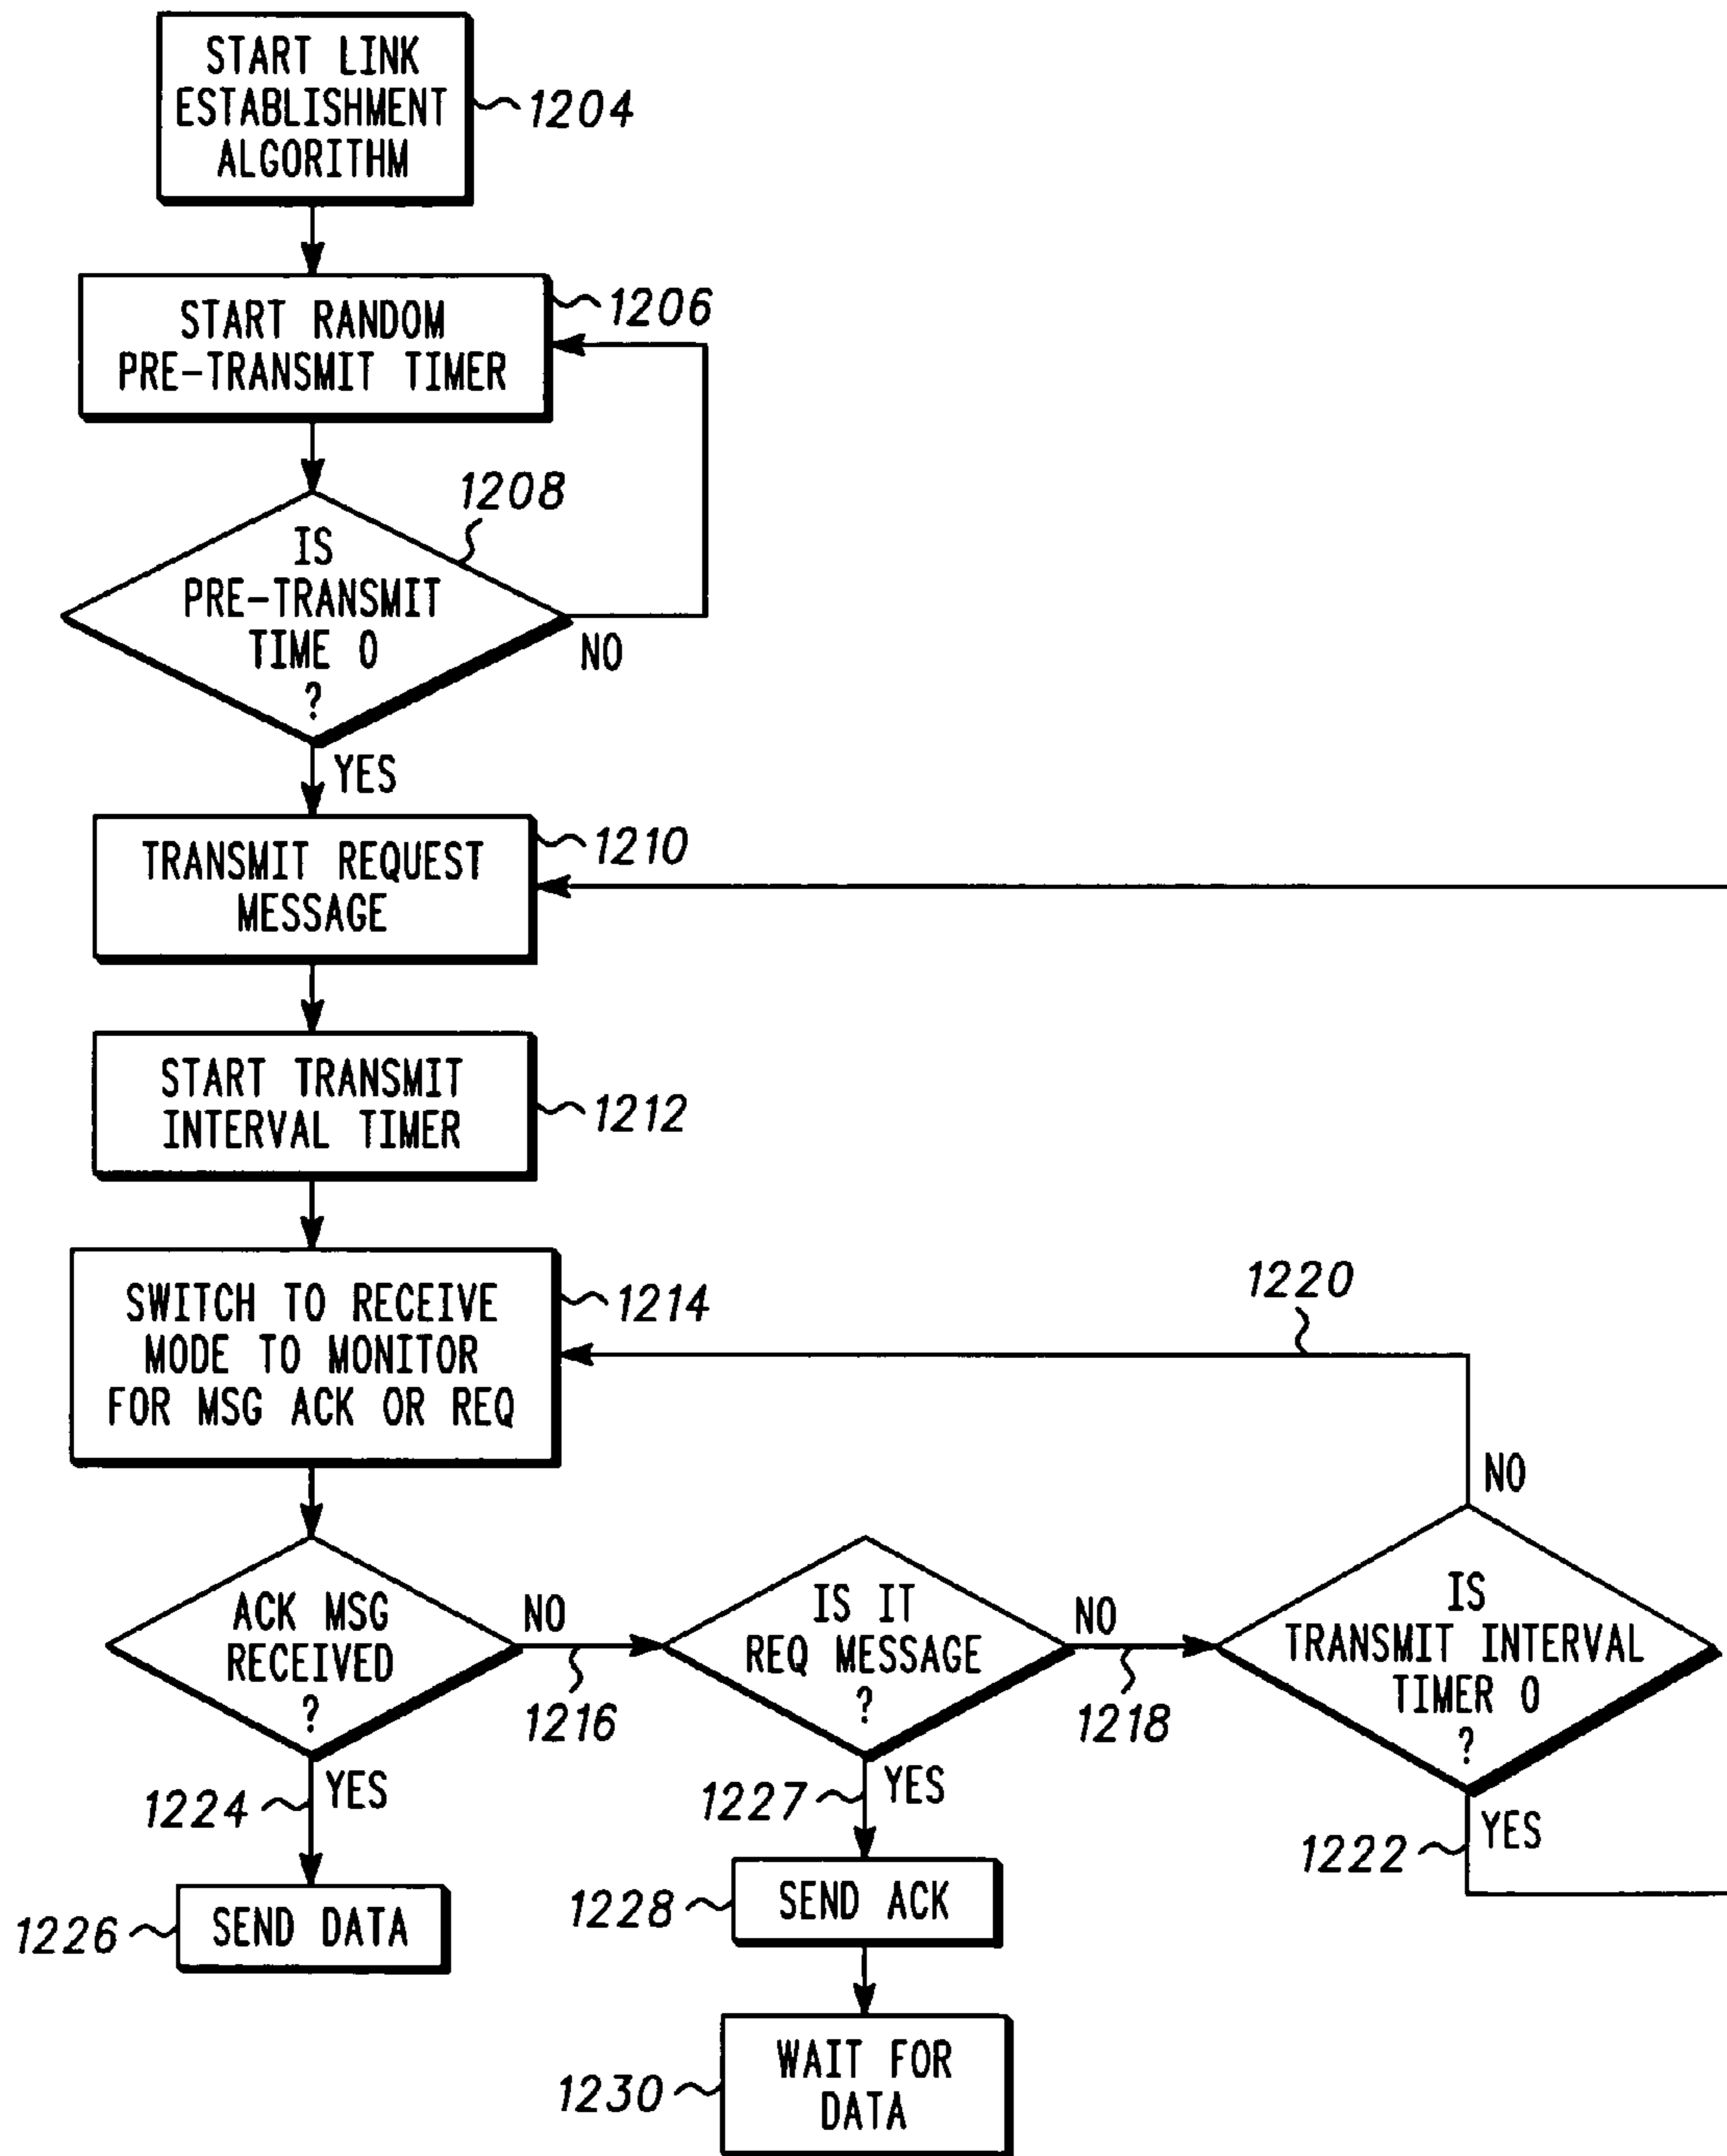 START LINK
ESTABLISHMENT
ALGORITHM
1204
START RANDOM
PRE-TRANSMIT TIMER
1206
1208
IS
PRE-TRANSMIT
TIME 0
?
NO
YES
TRANSMIT REQUEST
MESSAGE
1210
START TRANSMIT
INTERVAL TIMER
1212
SWITCH TO RECEIVE
MODE TO MONITOR
FOR MSG ACK OR REQ
1214
1220
NO
ACK MSG
RECEIVED
?
NO
1216
IS IT
REQ MESSAGE
?
NO
1218
IS
TRANSMIT INTERVAL
TIMER 0
?
1224
YES
1227
YES
1222
YES
1226
SEND DATA
1228
SEND ACK
1230
WAIT FOR
DATA